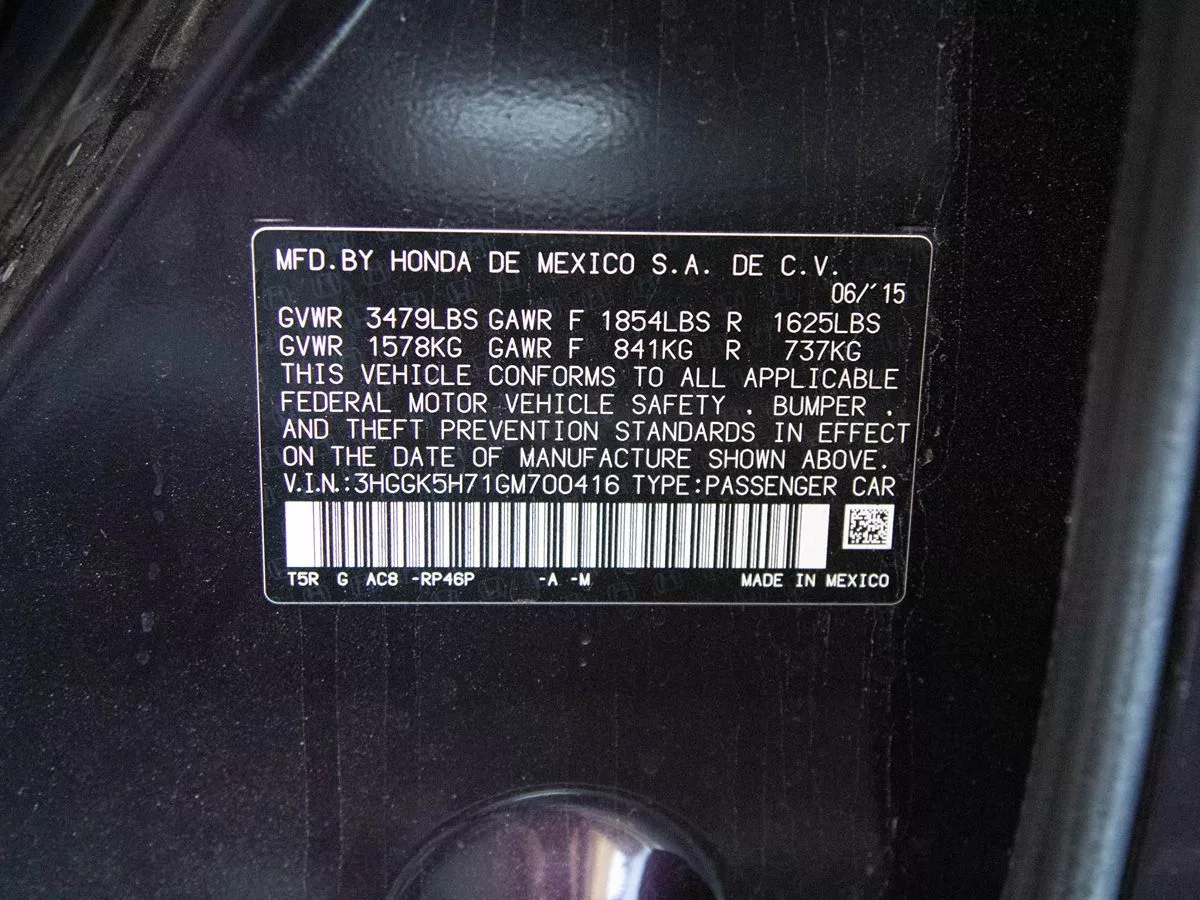 MFD.BY HONDA DE MEXICO S.A. DE C.V.
06/'15
GVWR 3479LBS GAWR F 1854LBS R 1625LBS
GVWR 1578KG GAWR F 841KG R 737KG
THIS VEHICLE CONFORMS TO ALL APPLICABLE
FEDERAL MOTOR VEHICLE SAFETY , BUMPER ,
AND THEFT PREVENTION STANDARDS IN EFFECT
ON THE DATE OF MANUFACTURE SHOWN ABOVE.
V.I.N.:3HGGK5H71GM700416 TYPE:PASSENGER CAR
T5R G AC8 -RP46P -A -M MADE IN MEXICO